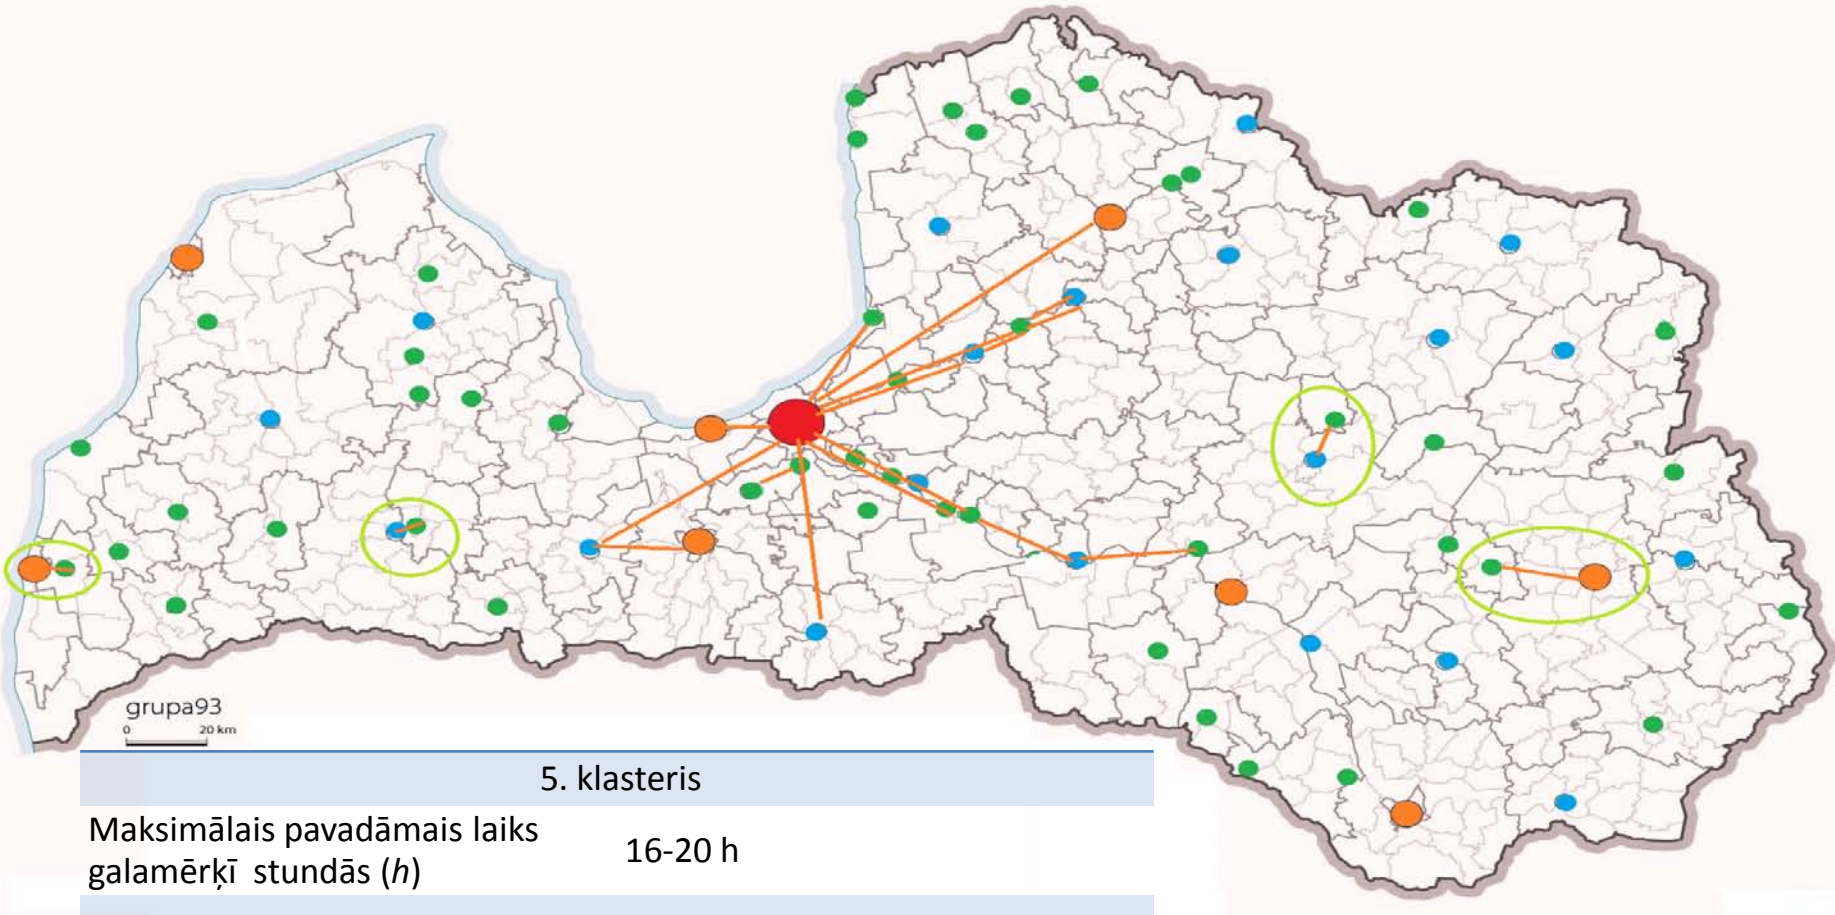 grupa93
0 20 km
5. klasteris
Maksimālais pavadāmais laiks
galamērķī stundās (h)
16-20 h